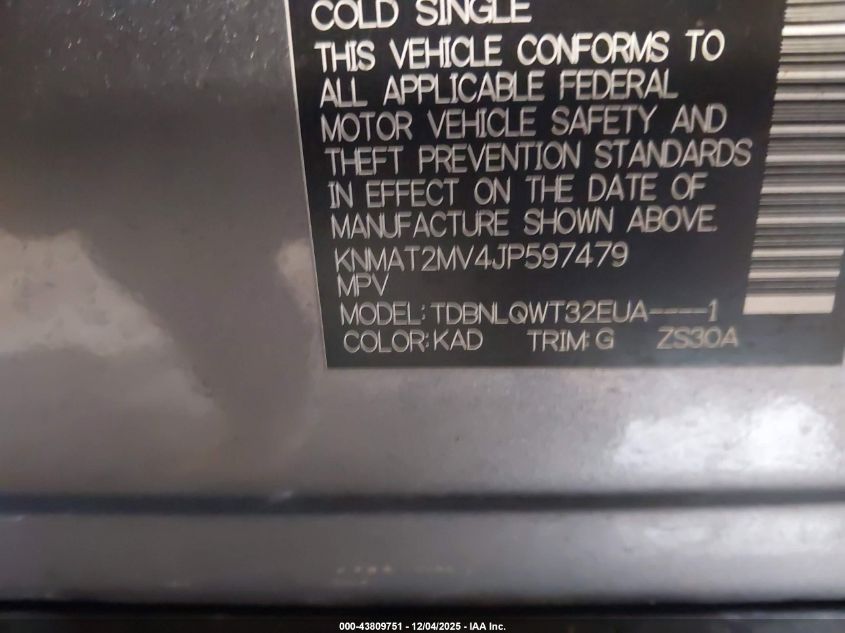 COLD SINGLE
THIS VEHICLE CONFORMS TO
ALL APPLICABLE FEDERAL
MOTOR VEHICLE SAFETY AND
THEFT PREVENTION STANDARDS
IN EFFECT ON THE DATE OF
MANUFACTURE SHOWN ABOVE.
KNMAT2MV4JP597479
MPV
MODEL: TDBNLQWT32EUA----1
COLOR: KAD TRIM: G ZS30A
000-43809751 - 12/04/2025 - IAA Inc.